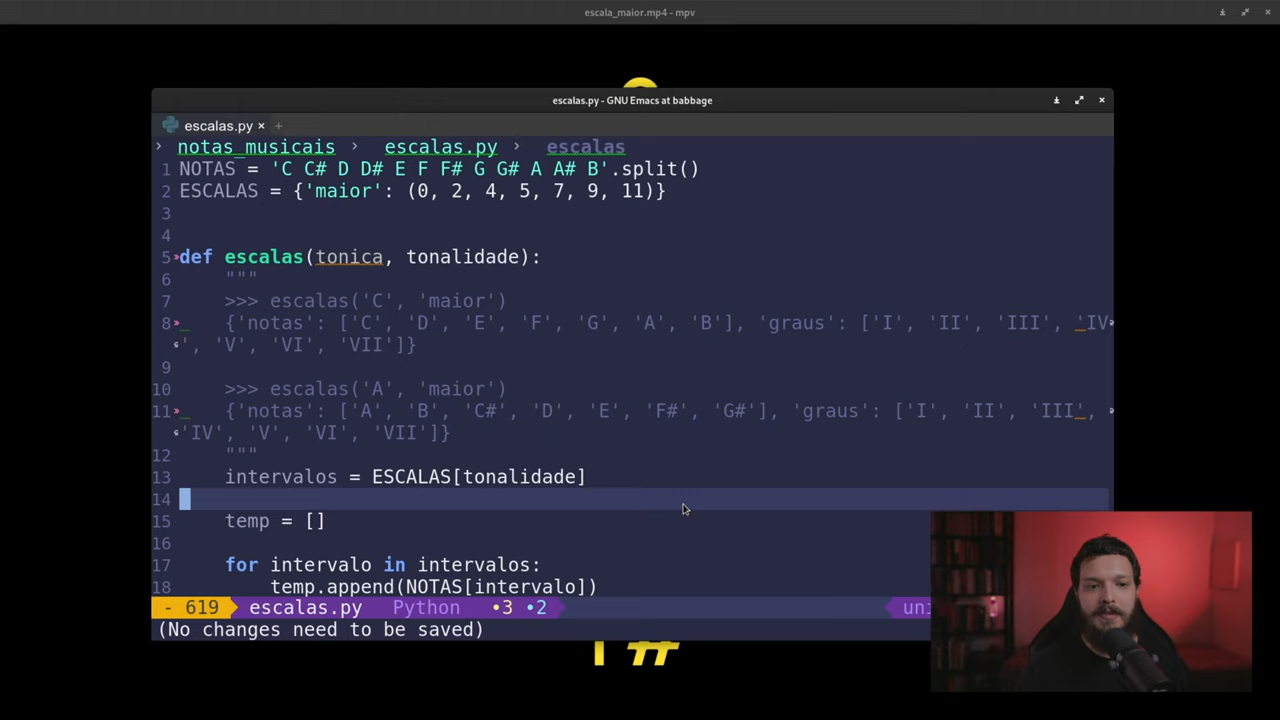 escala_maior.mp4 - mpv
escalas.py - GNU Emacs at babbage
escalas.py × +
› notas_musicais › escalas.py › escalas
1 NOTAS = 'C C# D D# E F F# G G# A A# B'.split()
2 ESCALAS = {'maior': (0, 2, 4, 5, 7, 9, 11)}
3
4
5 def escalas(tonica, tonalidade):
6 """
7 >>> escalas('C', 'maior')
8 {'notas': ['C', 'D', 'E', 'F', 'G', 'A', 'B'], 'graus': ['I', 'II', 'III', 'IV
', 'V', 'VI', 'VII']}
9
10 >>> escalas('A', 'maior')
11 {'notas': ['A', 'B', 'C#', 'D', 'E', 'F#', 'G#'], 'graus': ['I', 'II', 'III',
'IV', 'V', 'VI', 'VII']}
12 """
13 intervalos = ESCALAS[tonalidade]
14
15 temp = []
16
17 for intervalo in intervalos:
18 temp.append(NOTAS[intervalo])
- 619 escalas.py Python •3 •2
(No changes need to be saved)